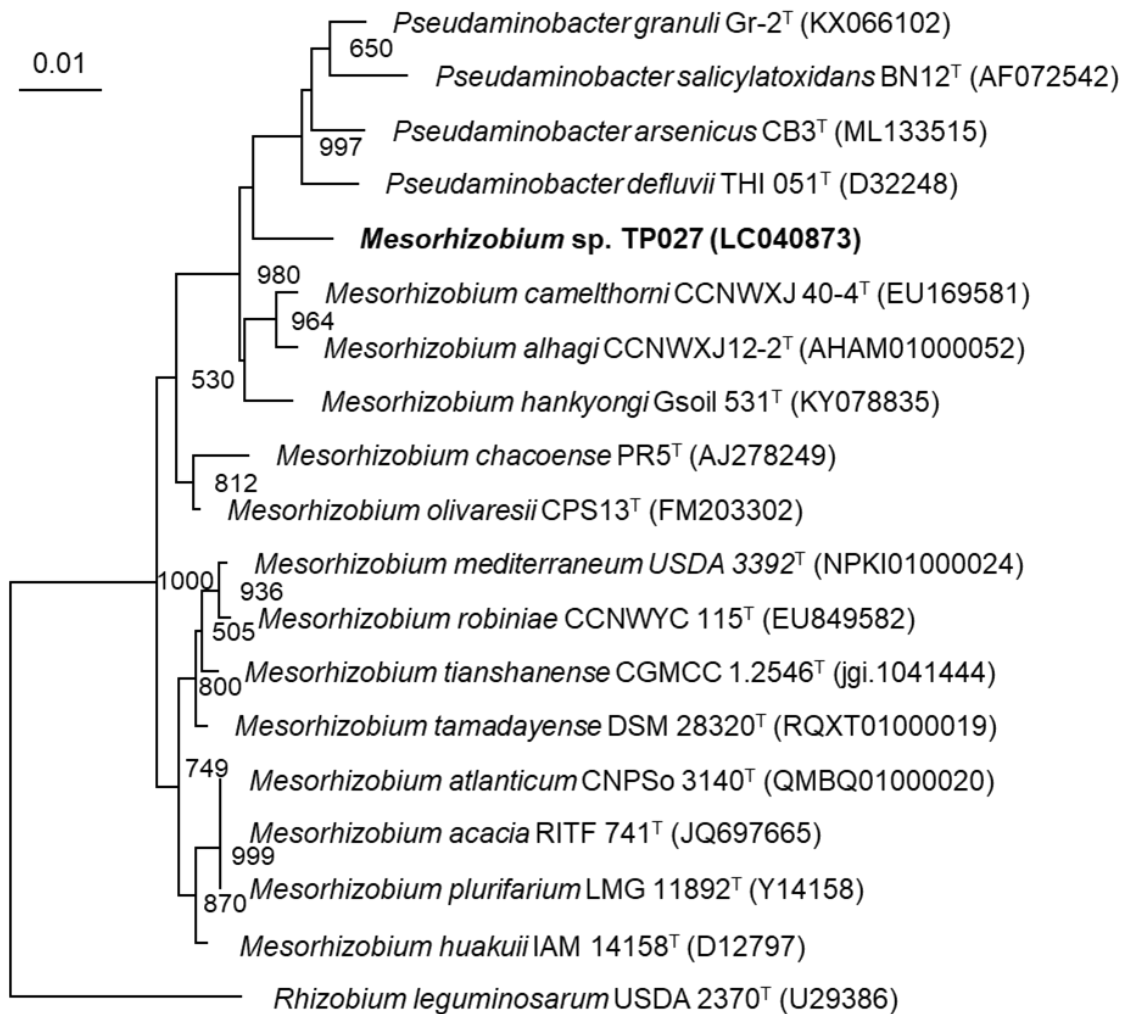 Pseudaminobacter granuli Gr-2ᵀ (KX066102)
650
0.01
Pseudaminobacter salicylatoxidans BN12ᵀ (AF072542)
Pseudaminobacter arsenicus CB3ᵀ (ML133515)
997
Pseudaminobacter defluvii THI 051ᵀ (D32248)
Mesorhizobium sp. TP027 (LC040873)
980
Mesorhizobium camelthorni CCNWXJ 40-4ᵀ (EU169581)
964
Mesorhizobium alhagi CCNWXJ12-2ᵀ (AHAM01000052)
530
Mesorhizobium hankyongi Gsoil 531ᵀ (KY078835)
Mesorhizobium chacoense PR5ᵀ (AJ278249)
812
Mesorhizobium olivaresii CPS13ᵀ (FM203302)
Mesorhizobium mediterraneum USDA 3392ᵀ (NPKI01000024)
1000
936
Mesorhizobium robiniae CCNWYC 115ᵀ (EU849582)
505
Mesorhizobium tianshanense CGMCC 1.2546ᵀ (jgi.1041444)
800
Mesorhizobium tamadayense DSM 28320ᵀ (RQXT01000019)
749
Mesorhizobium atlanticum CNPSo 3140ᵀ (QMBQ01000020)
Mesorhizobium acacia RITF 741ᵀ (JQ697665)
999
Mesorhizobium plurifarium LMG 11892ᵀ (Y14158)
870
Mesorhizobium huakuii IAM 14158ᵀ (D12797)
Rhizobium leguminosarum USDA 2370ᵀ (U29386)